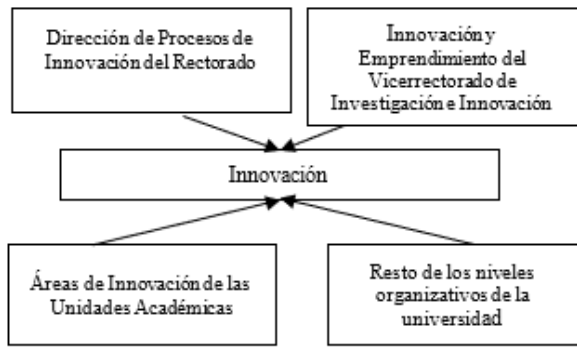 Dirección de Procesos de
Innovación del Rectorado
Innovación y
Emprendimiento del
Vicerrectorado de
Investigación e Innovación
Innovación
Áreas de Innovación de las
Unidades Académicas
Resto de los niveles
organizativos de la
universidad